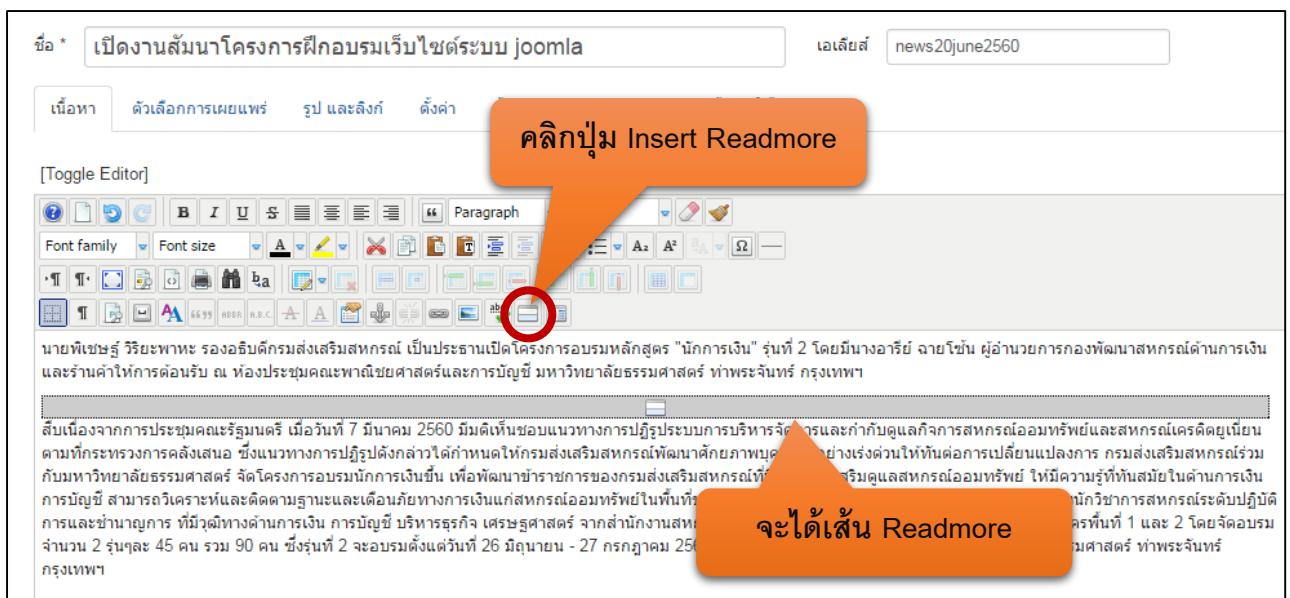 ชื่อ * เปิดงานสัมนาโครงการฝึกอบรมเว็บไซต์ระบบ joomla เอเลียส์ news20june2560
เนื้อหา ตัวเลือกการเผยแพร่ รูป และลิงก์ ตั้งค่า
คลิกปุ่ม Insert Readmore
[Toggle Editor]
B I U S Paragraph
Font family Font size A A₂ A² Ω
นายพิเชษฐ์ วิริยะพาหะ รองอธิบดีกรมส่งเสริมสหกรณ์ เป็นประธานเปิดโครงการอบรมหลักสูตร "นักการเงิน" รุ่นที่ 2 โดยมีนางอารีย์ ฉายโช้น ผู้อำนวยการกองพัฒนาสหกรณ์ด้านการเงิน
และร้านค้าให้การต้อนรับ ณ ห้องประชุมคณะพาณิชยศาสตร์และการบัญชี มหาวิทยาลัยธรรมศาสตร์ ท่าพระจันทร์ กรุงเทพฯ
สืบเนื่องจากการประชุมคณะรัฐมนตรี เมื่อวันที่ 7 มีนาคม 2560 มีมติเห็นชอบแนวทางการปฏิรูประบบการบริหารจัดการและกำกับดูแลกิจการสหกรณ์ออมทรัพย์และสหกรณ์เครดิตยูเนี่ยน
ตามที่กระทรวงการคลังเสนอ ซึ่งแนวทางการปฏิรูปดังกล่าวได้กำหนดให้กรมส่งเสริมสหกรณ์พัฒนาศักยภาพ อย่างเร่งด่วนให้ทันต่อการเปลี่ยนแปลงการ กรมส่งเสริมสหกรณ์ร่วม
กับมหาวิทยาลัยธรรมศาสตร์ จัดโครงการอบรมนักการเงินขึ้น เพื่อพัฒนาข้าราชการของกรมส่งเสริมสหกรณ์ เสริมดูแลสหกรณ์ออมทรัพย์ ให้มีความรู้ที่ทันสมัยในด้านการเงิน
การบัญชี สามารถวิเคราะห์และติดตามฐานะและเตือนภัยทางการเงินแก่สหกรณ์ออมทรัพย์ในพื้นที่ นักวิชาการสหกรณ์ระดับปฏิบัติ
การและชำนาญการ ที่มีวุฒิทางด้านการเงิน การบัญชี บริหารธุรกิจ เศรษฐศาสตร์ จากสำนักงานสห ครพื้นที่ 1 และ 2 โดยจัดอบรม
จำนวน 2 รุ่นๆละ 45 คน รวม 90 คน ซึ่งรุ่นที่ 2 จะอบรมตั้งแต่วันที่ 26 มิถุนายน - 27 กรกฎาคม 256 รมศาสตร์ ท่าพระจันทร์
กรุงเทพฯ
จะได้เส้น Readmore